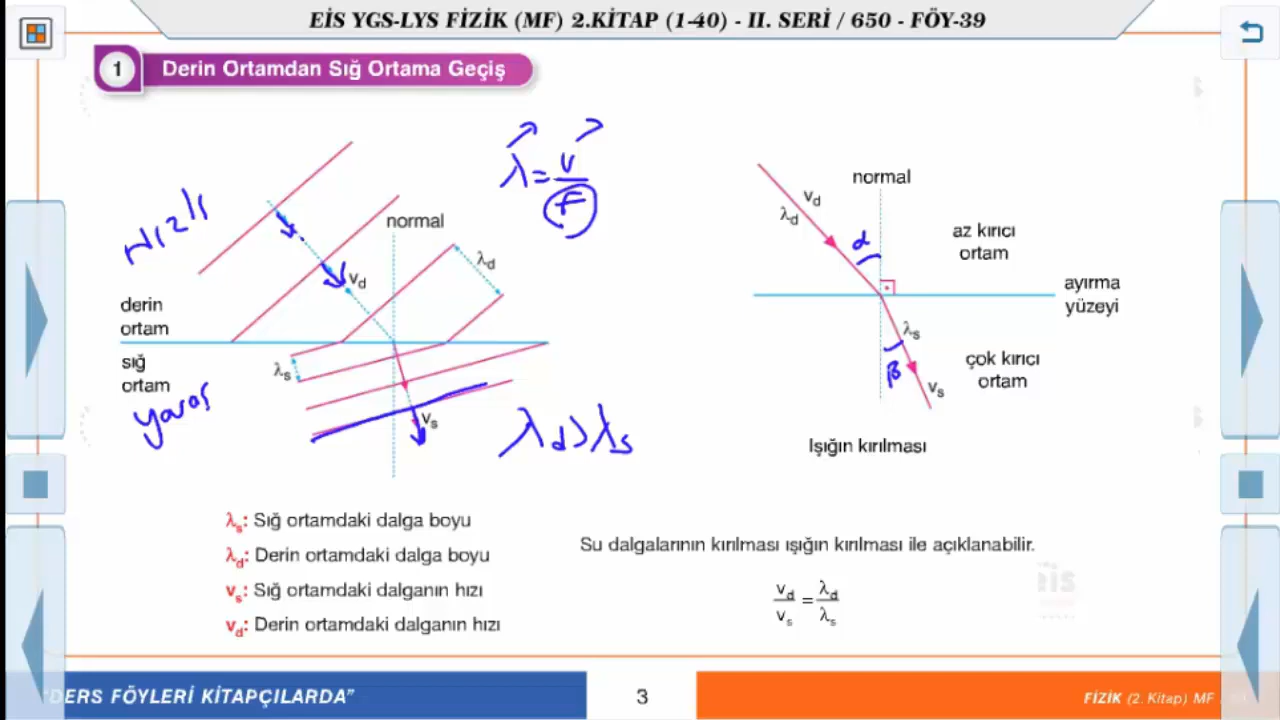 EİS YGS-LYS FİZİK (MF) 2.KİTAP (1-40) - II. SERİ / 650 - FÖY-39
1 Derin Ortamdan Sığ Ortama Geçiş
λ = v / F
Hızlı
normal
λd
vd
derin
ortam
sığ
ortam
yavaş
λs
vs
λd > λs
normal
vd
λd
α
az kırıcı
ortam
ayırma
yüzeyi
λs
β
vs
çok kırıcı
ortam
Işığın kırılması
λs: Sığ ortamdaki dalga boyu
λd: Derin ortamdaki dalga boyu
vs: Sığ ortamdaki dalganın hızı
vd: Derin ortamdaki dalganın hızı
Su dalgalarının kırılması ışığın kırılması ile açıklanabilir.
vd / vs = λd / λs
eis
"DERS FÖYLERİ KİTAPÇILARDA"
3
FİZİK (2. Kitap) MF